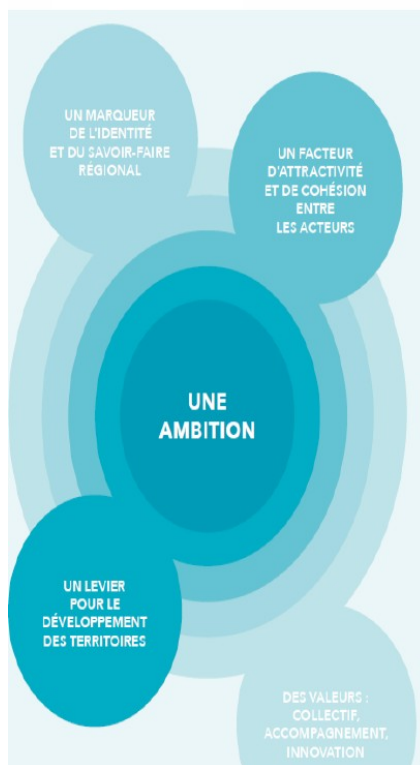 UN MARQUEUR
DE L'IDENTITÉ
ET DU SAVOIR-FAIRE
RÉGIONAL
UN FACTEUR
D'ATTRACTIVITÉ
ET DE COHÉSION
ENTRE
LES ACTEURS
UNE
AMBITION
UN LEVIER
POUR LE
DÉVELOPPEMENT
DES TERRITOIRES
DES VALEURS :
COLLECTIF,
ACCOMPAGNEMENT,
INNOVATION